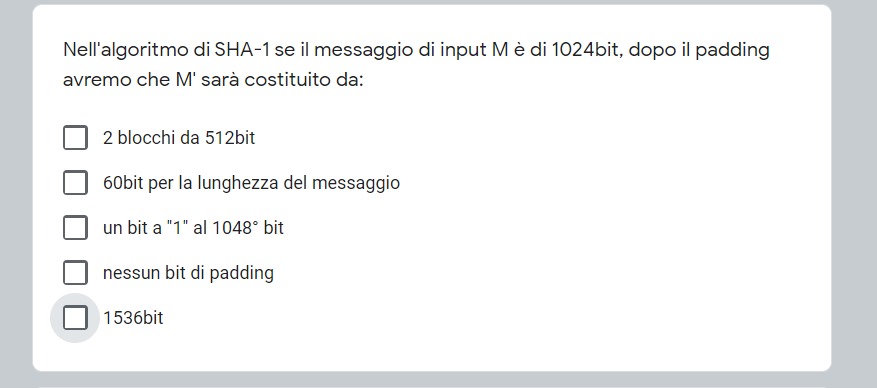 Nell'algoritmo di SHA-1 se il messaggio di input M è di 1024bit, dopo il padding
avremo che M' sarà costituito da:
2 blocchi da 512bit
60bit per la lunghezza del messaggio
un bit a "1" al 1048° bit
nessun bit di padding
1536bit